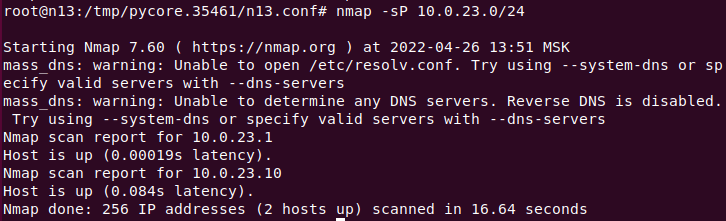 root@n13:/tmp/pycore.35461/n13.conf# nmap -sP 10.0.23.0/24
Starting Nmap 7.60 ( https://nmap.org ) at 2022-04-26 13:51 MSK
mass_dns: warning: Unable to open /etc/resolv.conf. Try using --system-dns or sp
ecify valid servers with --dns-servers
mass_dns: warning: Unable to determine any DNS servers. Reverse DNS is disabled.
 Try using --system-dns or specify valid servers with --dns-servers
Nmap scan report for 10.0.23.1
Host is up (0.00019s latency).
Nmap scan report for 10.0.23.10
Host is up (0.084s latency).
Nmap done: 256 IP addresses (2 hosts up) scanned in 16.64 seconds